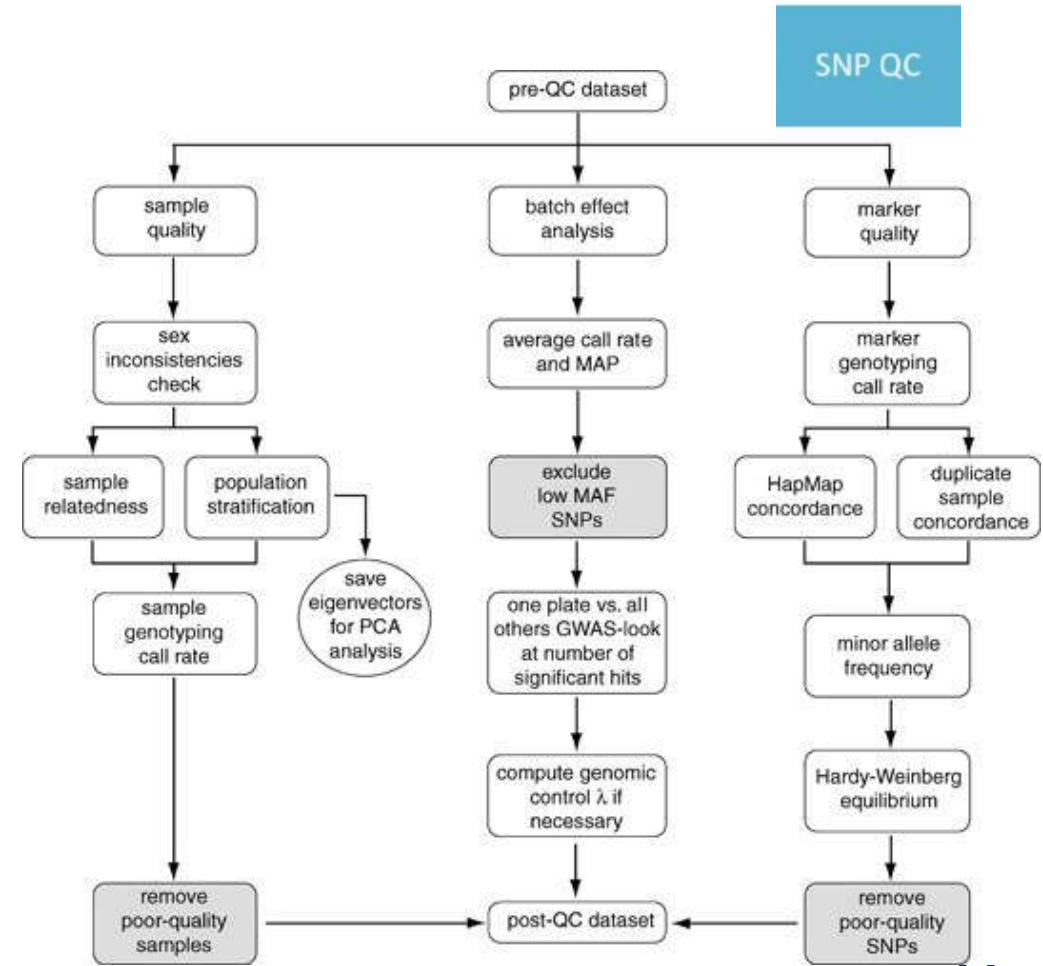 SNP QC
pre-QC dataset
sample
quality
batch effect
analysis
marker
quality
sex
inconsistencies
check
average call rate
and MAP
marker
genotyping
call rate
sample
relatedness
population
stratification
exclude
low MAF
SNPs
HapMap
concordance
duplicate
sample
concordance
save
eigenvectors
for PCA
analysis
sample
genotyping
call rate
one plate vs. all
others GWAS-look
at number of
significant hits
minor allele
frequency
compute genomic
control λ if
necessary
Hardy-Weinberg
equilibrium
remove
poor-quality
samples
post-QC dataset
remove
poor-quality
SNPs